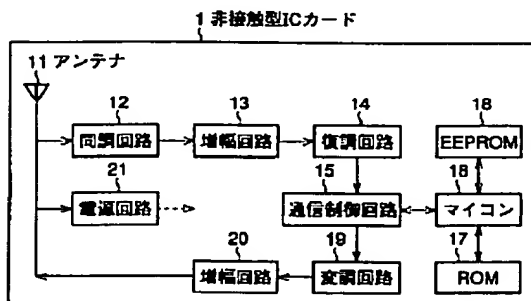 1 非接触型ICカード
11 アンテナ
12
13
14
18
同調回路
増幅回路
復調回路
EEPROM
21
15
16
電源回路
通信制御回路
マイコン
20
19
17
増幅回路
変調回路
ROM